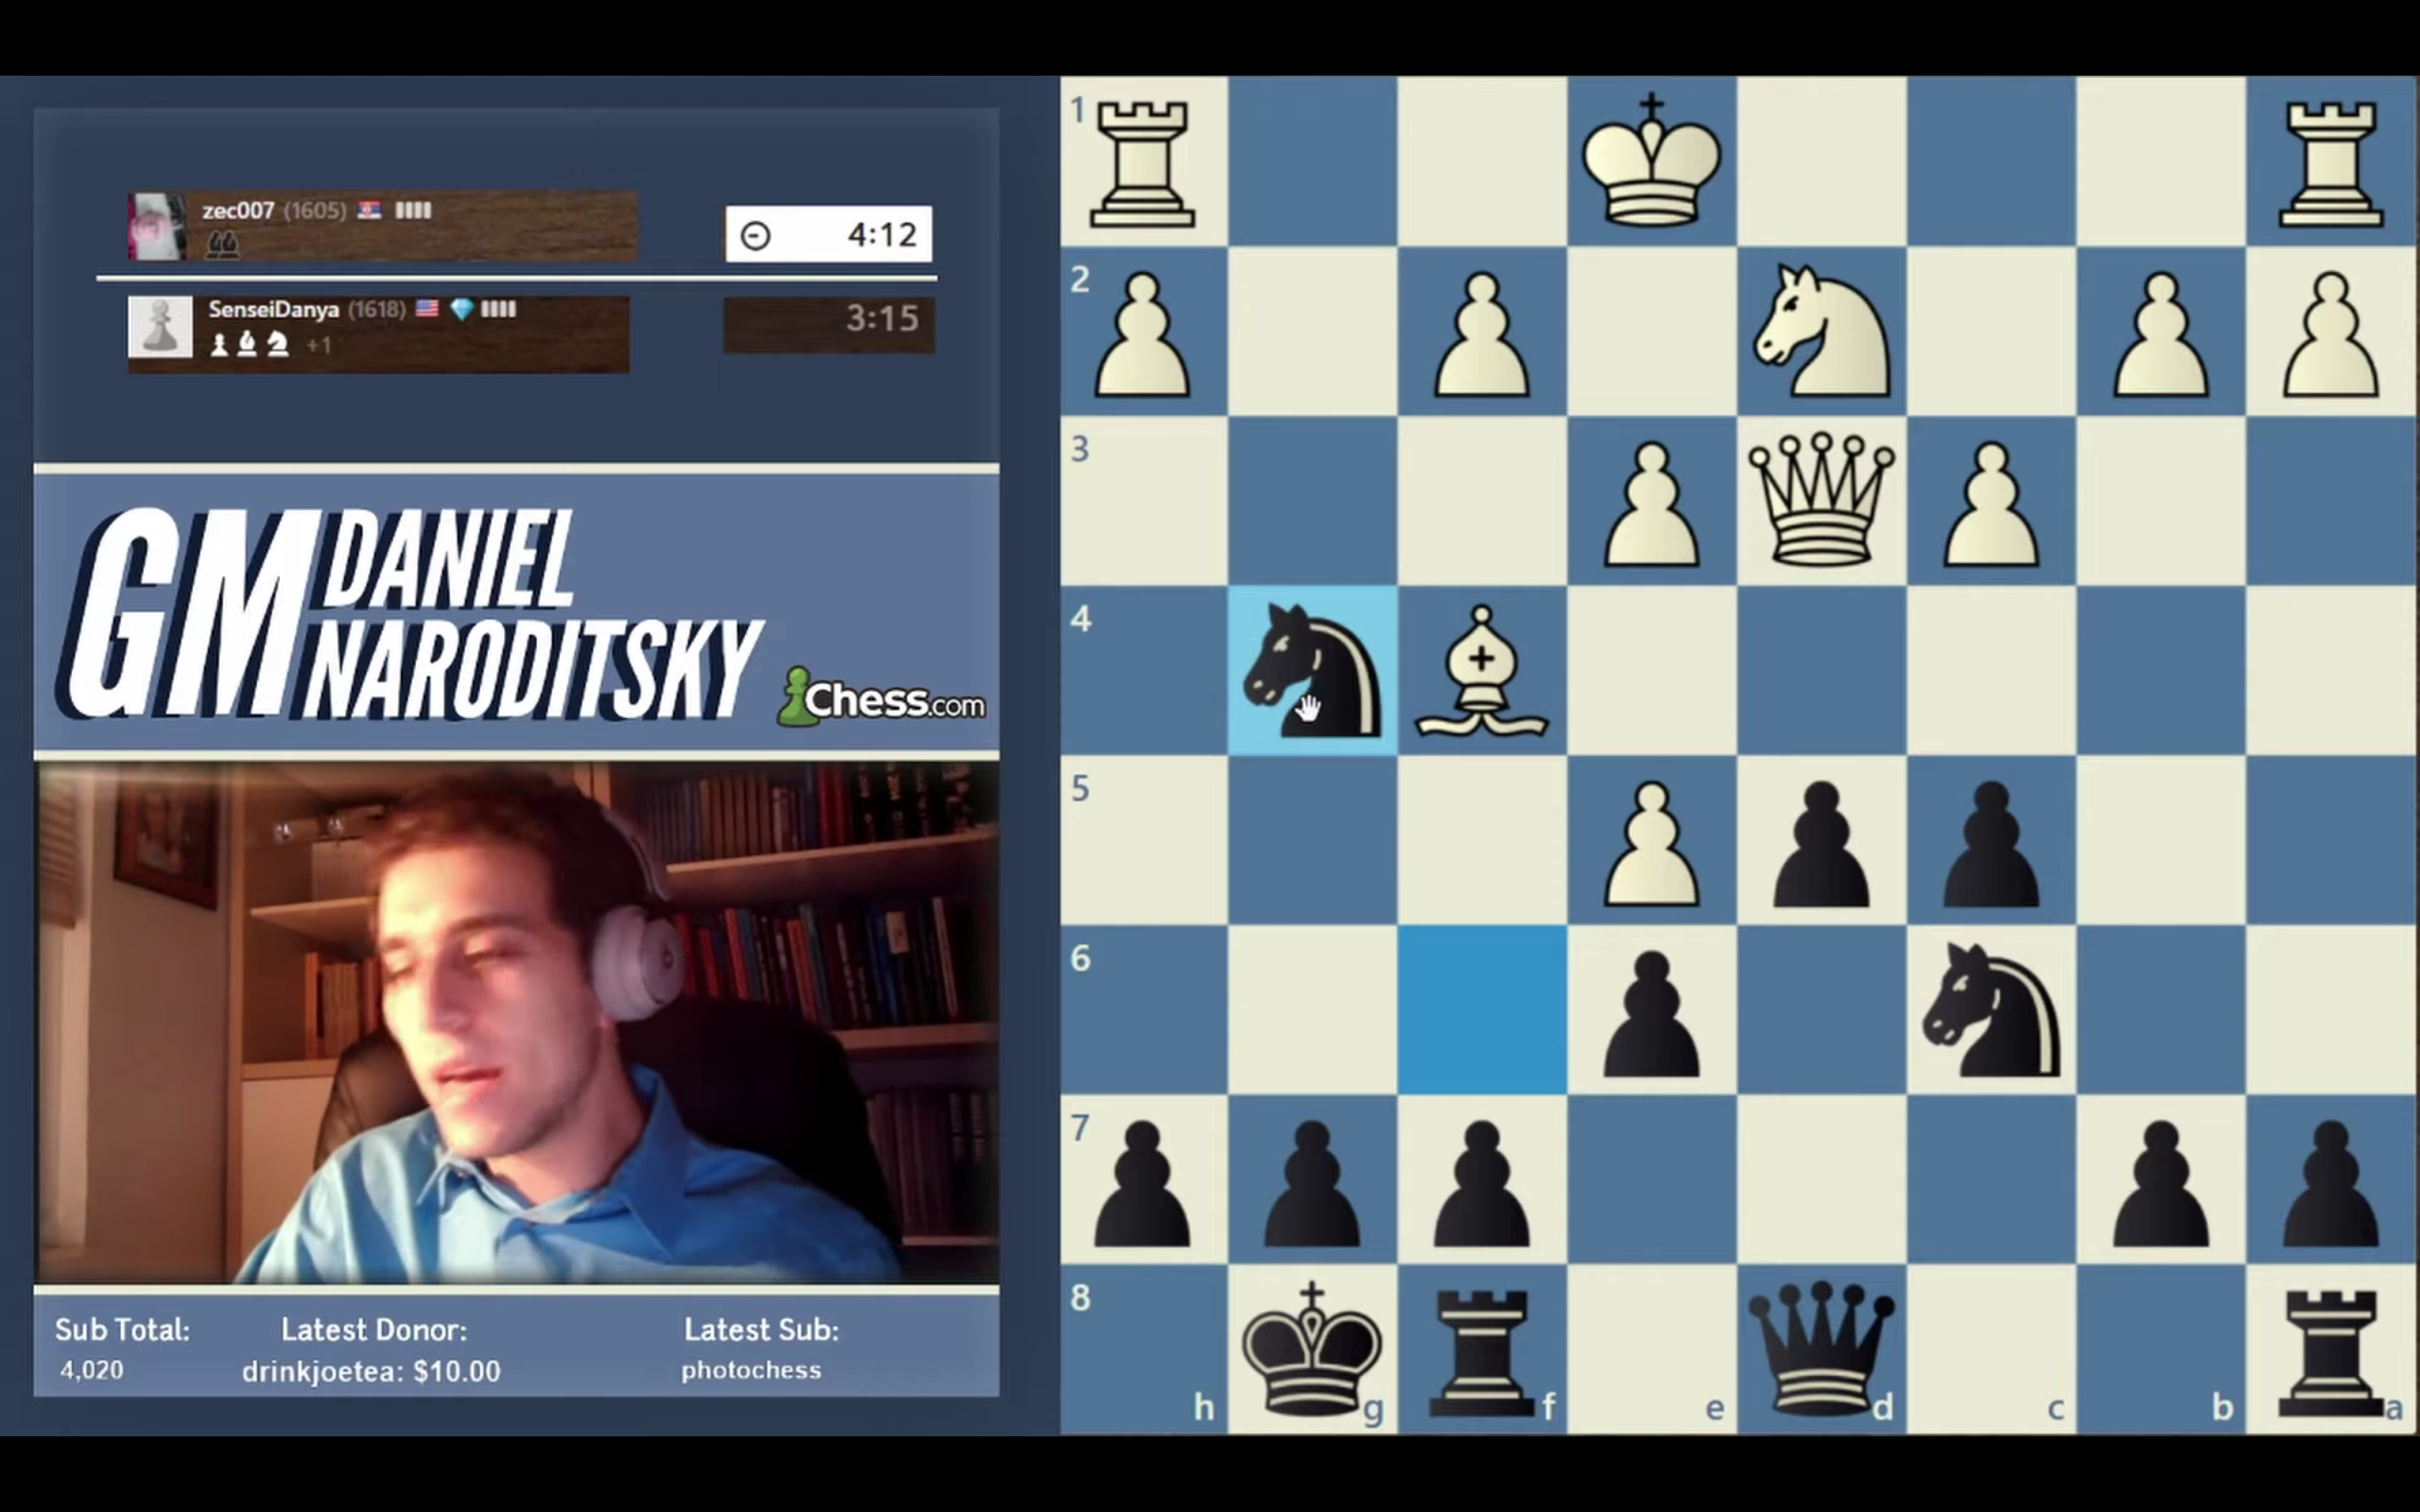 zec007 (1605)
4:12
SenseiDanya (1618)
+1
3:15
GM DANIEL
NARODITSKY
Chess.com
Sub Total:
4,020
Latest Donor:
drinkjoetea: $10.00
Latest Sub:
photochess
1
2
3
4
5
6
7
8
h g f e d c b a